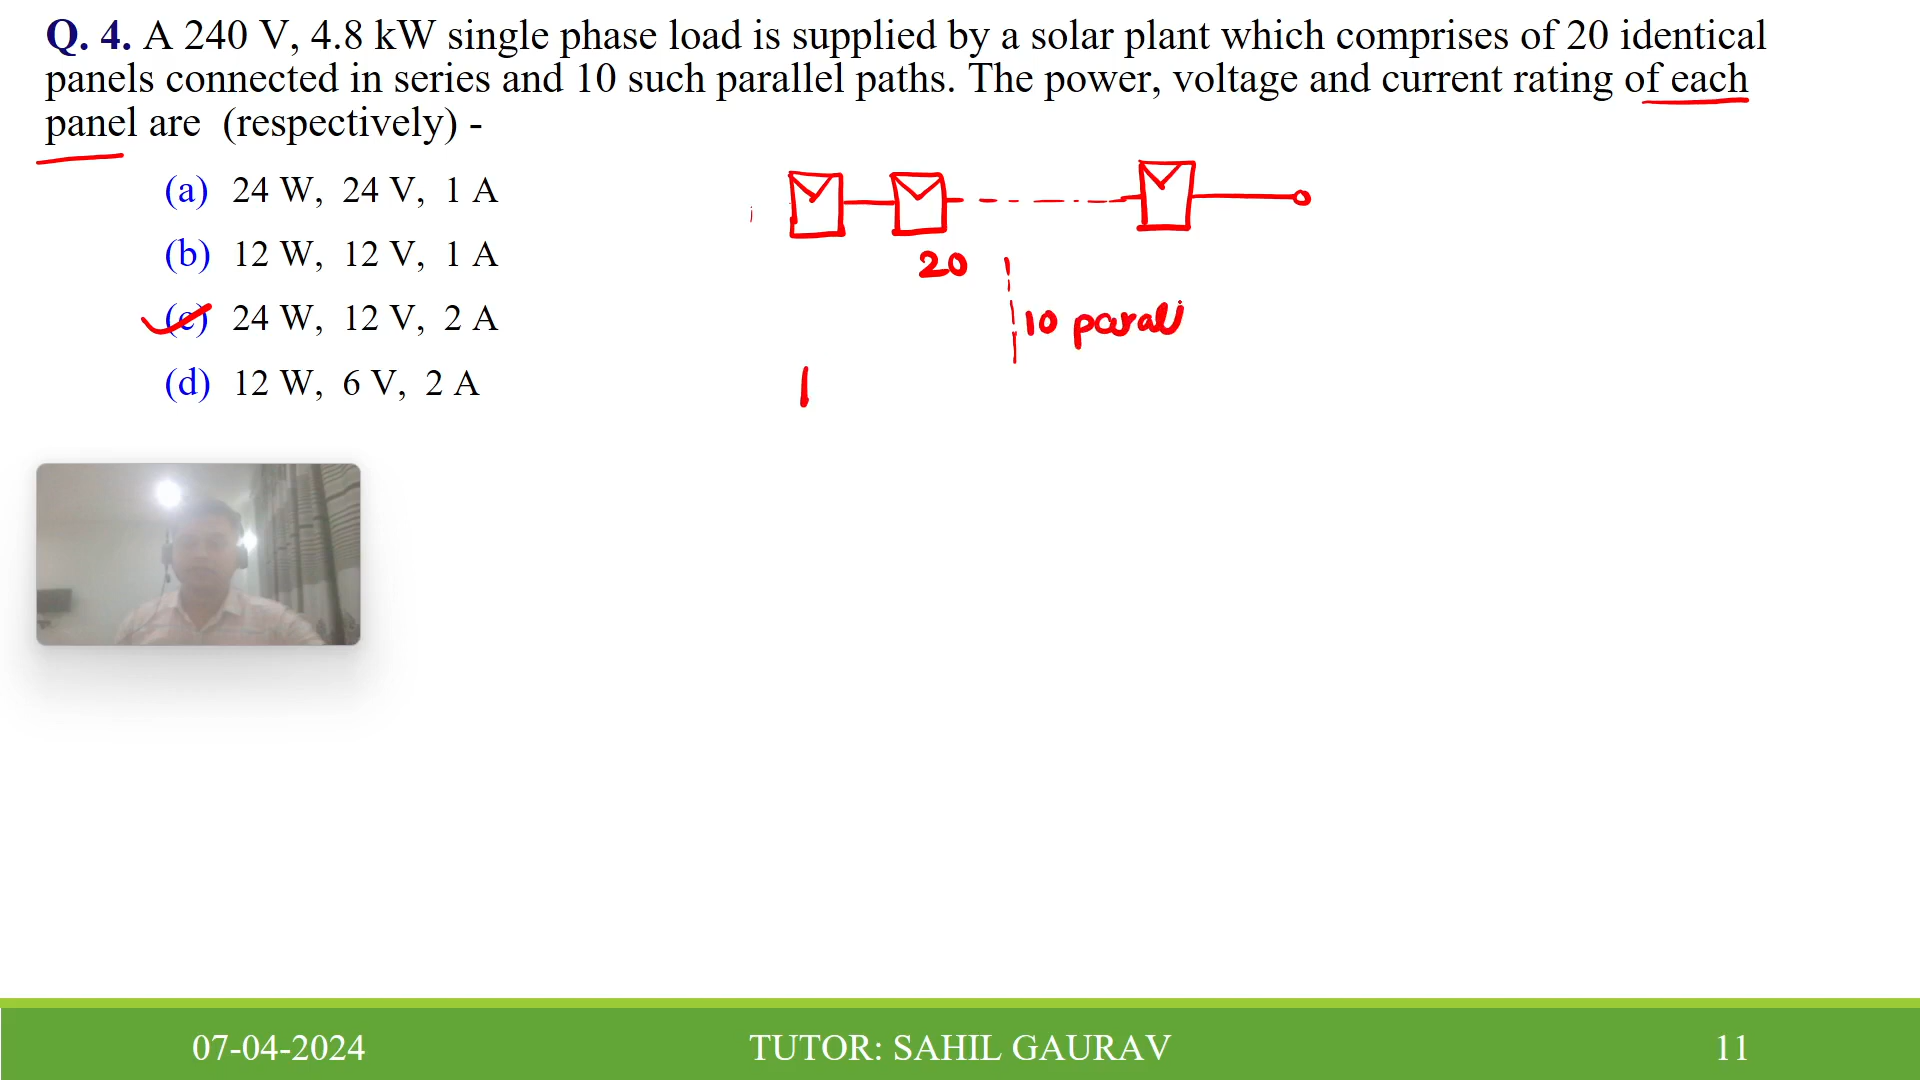 Q. 4. A 240 V, 4.8 kW single phase load is supplied by a solar plant which comprises of 20 identical
panels connected in series and 10 such parallel paths. The power, voltage and current rating of each
panel are (respectively) -
(a) 24 W, 24 V, 1 A
(b) 12 W, 12 V, 1 A
(c) 24 W, 12 V, 2 A
(d) 12 W, 6 V, 2 A
20
10
07-04-2024
TUTOR: SAHIL GAURAV
11